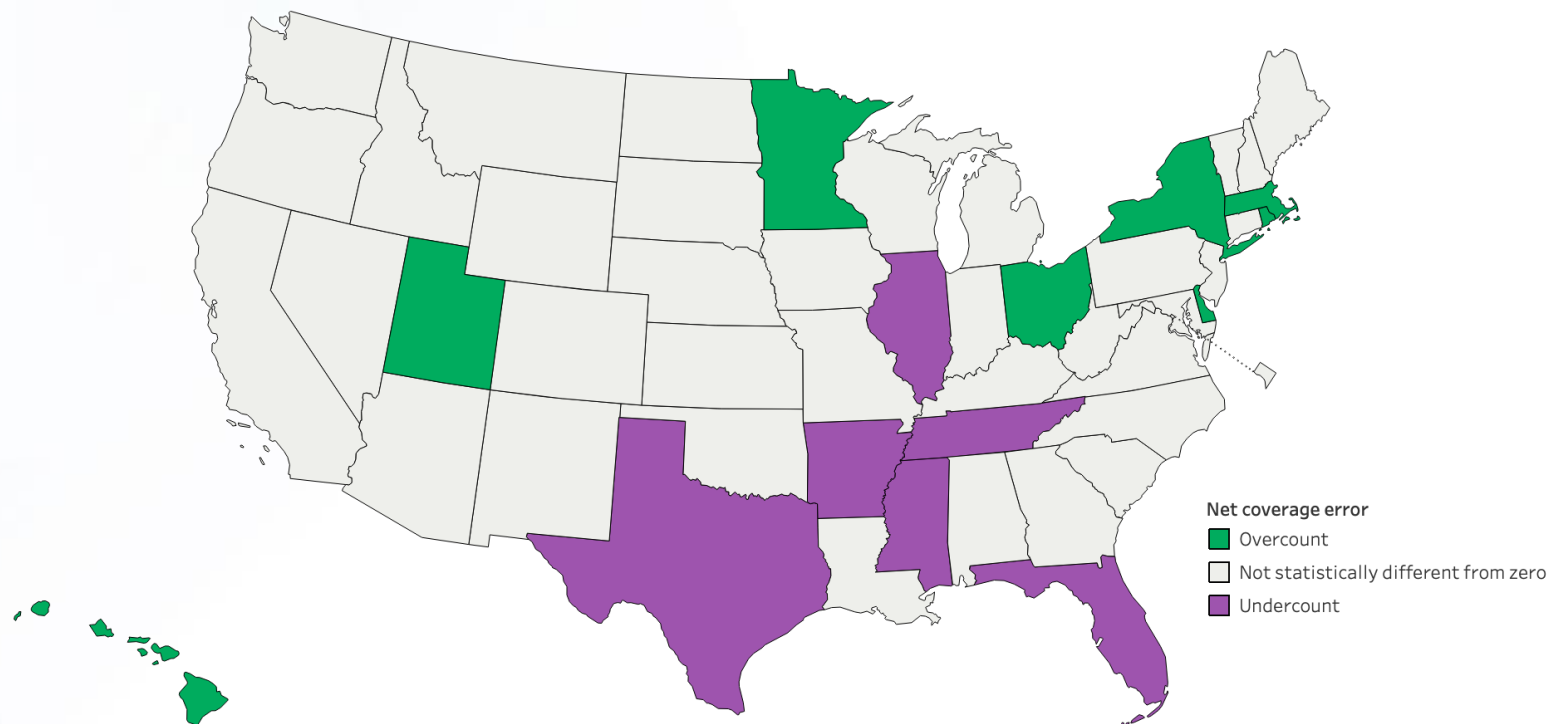 Net coverage error
Overcount
Not statistically different from zero
Undercount